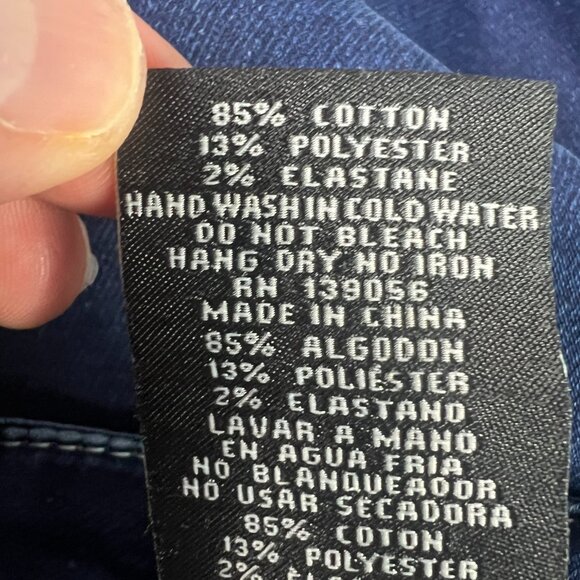 85% COTTON
13% POLYESTER
2% ELASTANE
HAND WASH IN COLD WATER
DO NOT BLEACH
HANG DRY NO IRON
RN 139056
MADE IN CHINA
85% ALGODON
13% POLIÉSTER
2% ELASTANO
LAVAR A MANO
EN AGUA FRIA
NO BLANQUEADOR
NO USAR SECADORA
85% COTON
13% POLYESTER
2%